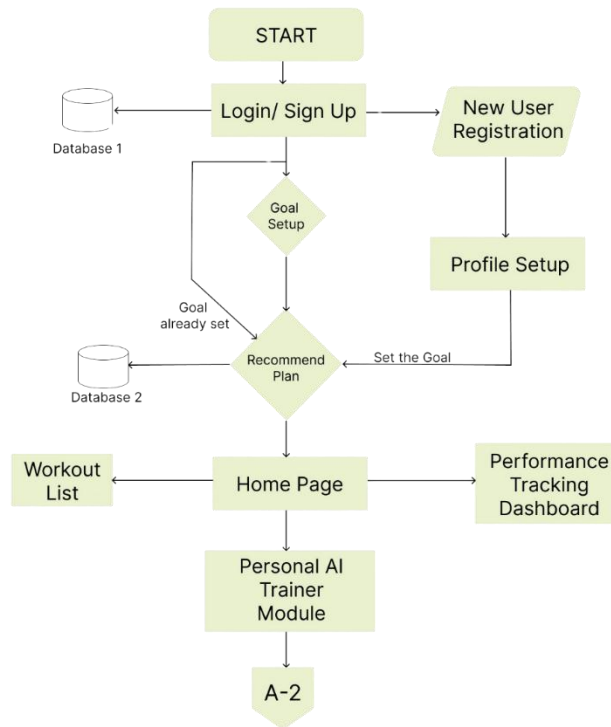 START
Login/ Sign Up
New User
Registration
Database 1
Goal
Setup
Profile Setup
Goal
already set
Recommend
Plan
Set the Goal
Database 2
Workout
List
Home Page
Performance
Tracking
Dashboard
Personal AI
Trainer
Module
A-2